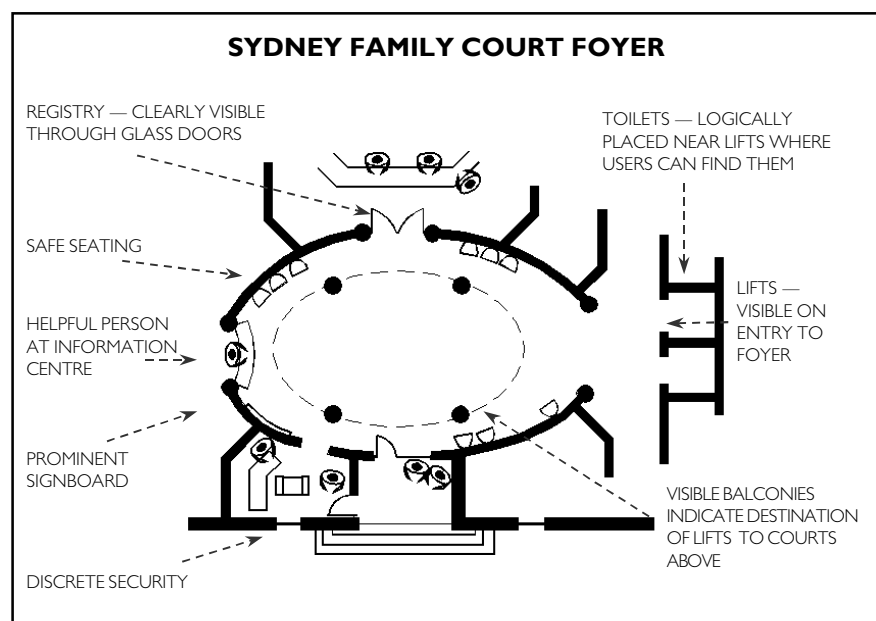 SYDNEY FAMILY COURT FOYER
REGISTRY — CLEARLY VISIBLE
THROUGH GLASS DOORS
TOILETS — LOGICALLY
PLACED NEAR LIFTS WHERE
USERS CAN FIND THEM
SAFE SEATING
LIFTS —
VISIBLE ON
ENTRY TO
FOYER
HELPFUL PERSON
AT INFORMATION
CENTRE
PROMINENT
SIGNBOARD
VISIBLE BALCONIES
INDICATE DESTINATION
OF LIFTS TO COURTS
ABOVE
DISCRETE SECURITY